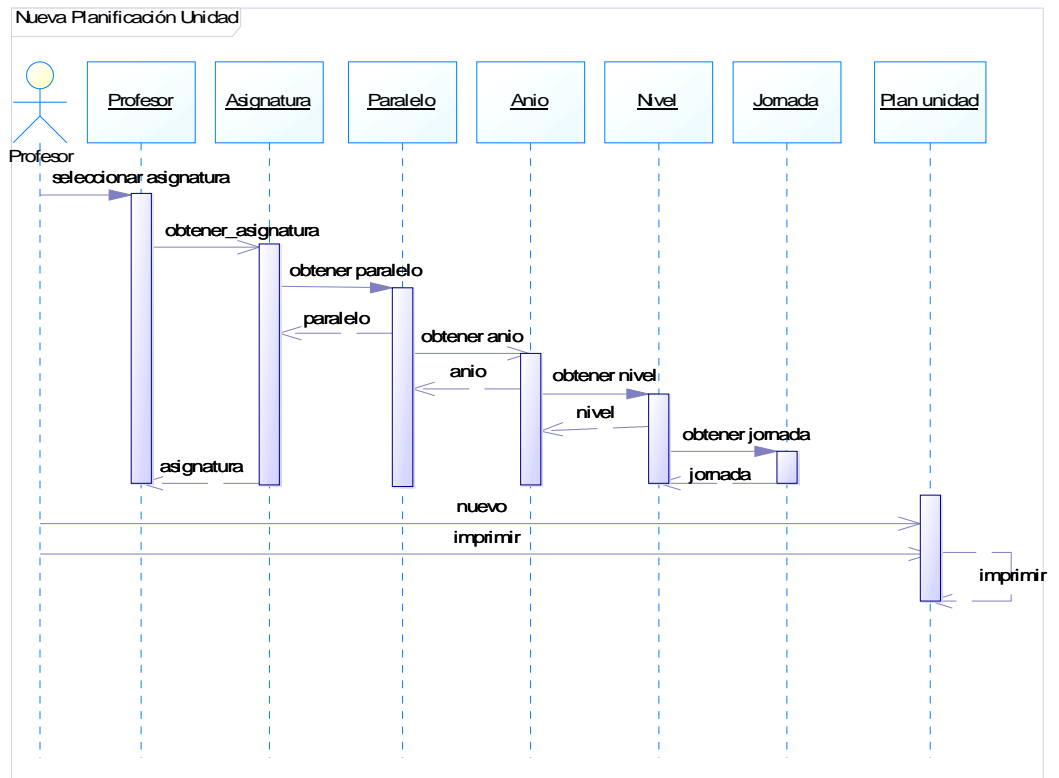 Nueva Planificación Unidad
Profesor
Asignatura
Paralelo
Anio
Nivel
Jornada
Plan unidad
Profesor
seleccionar asignatura
obtener_asignatura
obtener paralelo
paralelo
obtener anio
anio
obtener nivel
nivel
obtener jornada
asignatura
jornada
nuevo
imprimir
imprimir